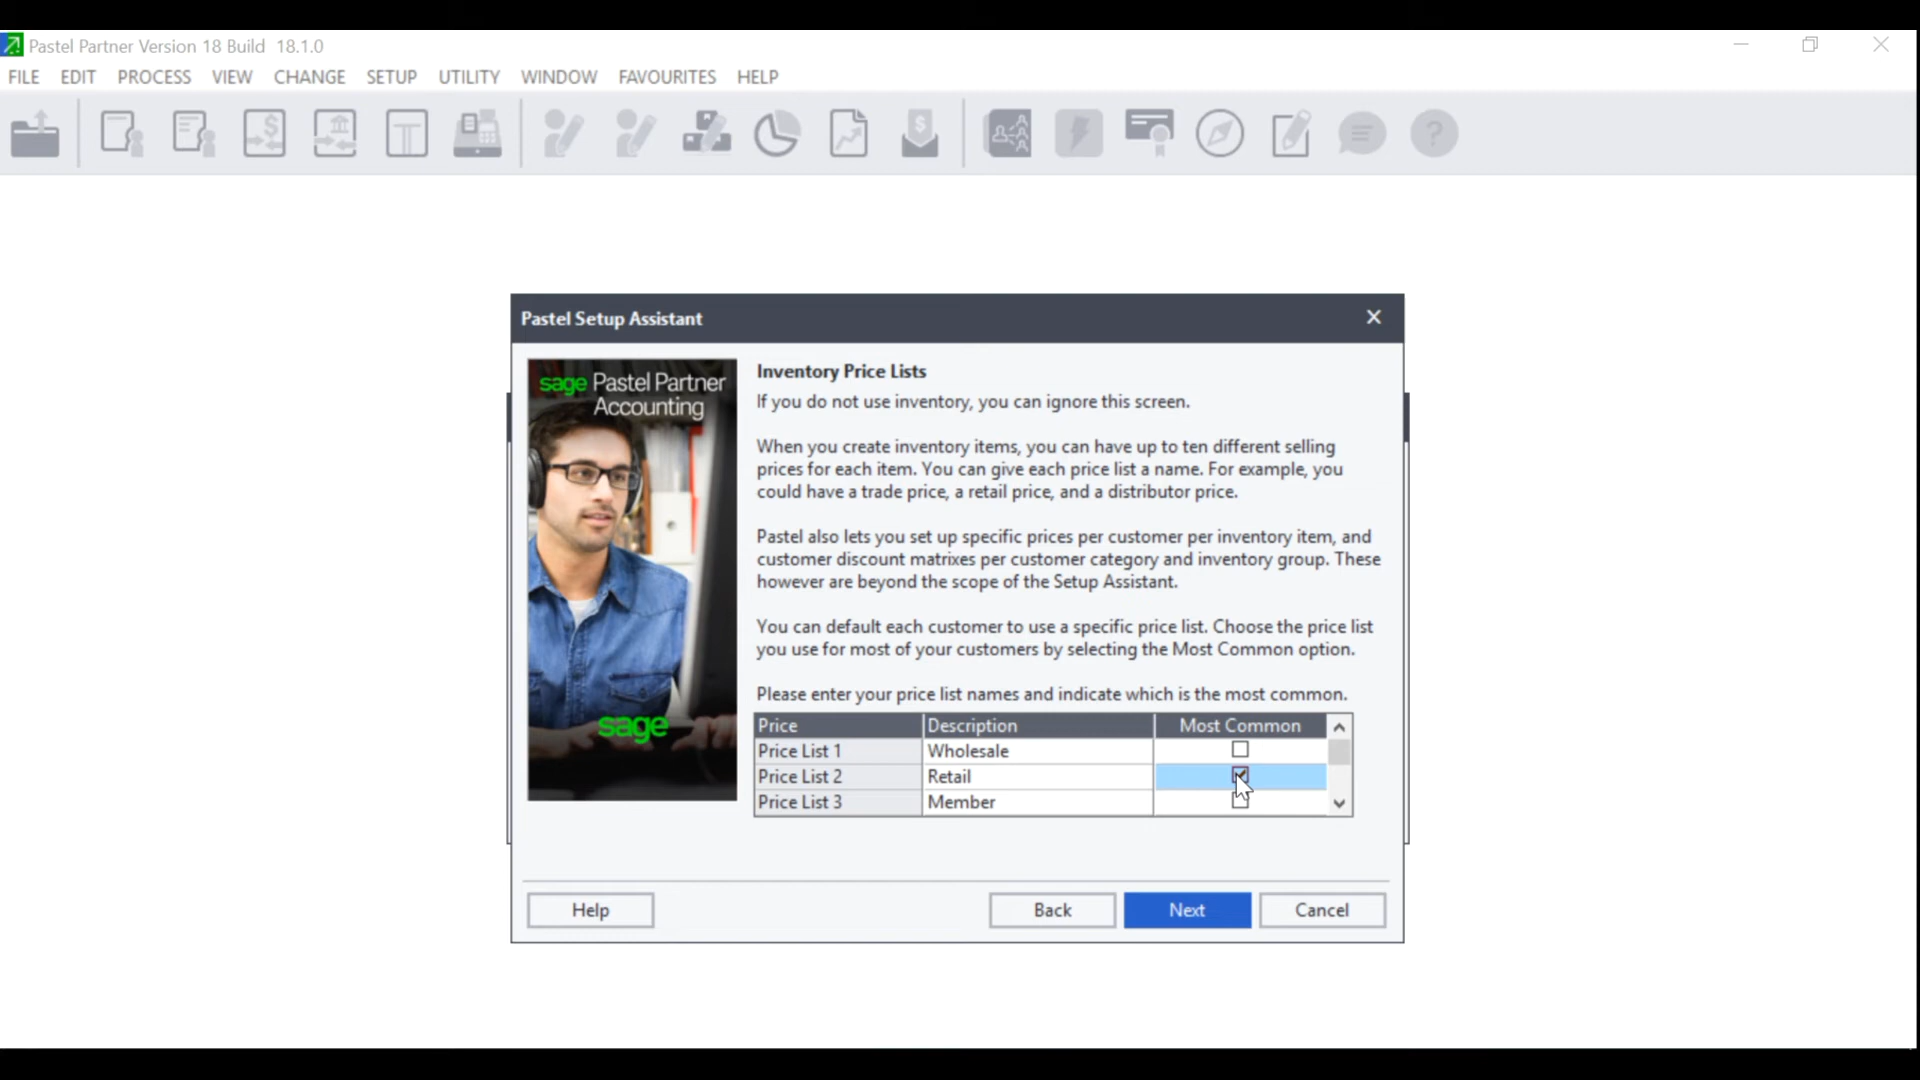 Pastel Partner Version 18 Build 18.1.0
FILE EDIT PROCESS VIEW CHANGE SETUP UTILITY WINDOW FAVOURITES HELP
Pastel Setup Assistant
sage Pastel Partner
Accounting
sage
Inventory Price Lists
If you do not use inventory, you can ignore this screen.
When you create inventory items, you can have up to ten different selling
prices for each item. You can give each price list a name. For example, you
could have a trade price, a retail price, and a distributor price.
Pastel also lets you set up specific prices per customer per inventory item, and
customer discount matrixes per customer category and inventory group. These
however are beyond the scope of the Setup Assistant.
You can default each customer to use a specific price list. Choose the price list
you use for most of your customers by selecting the Most Common option.
Please enter your price list names and indicate which is the most common.
Price Description Most Common
Price List 1 Wholesale
Price List 2 Retail
Price List 3 Member
Help Back Next Cancel